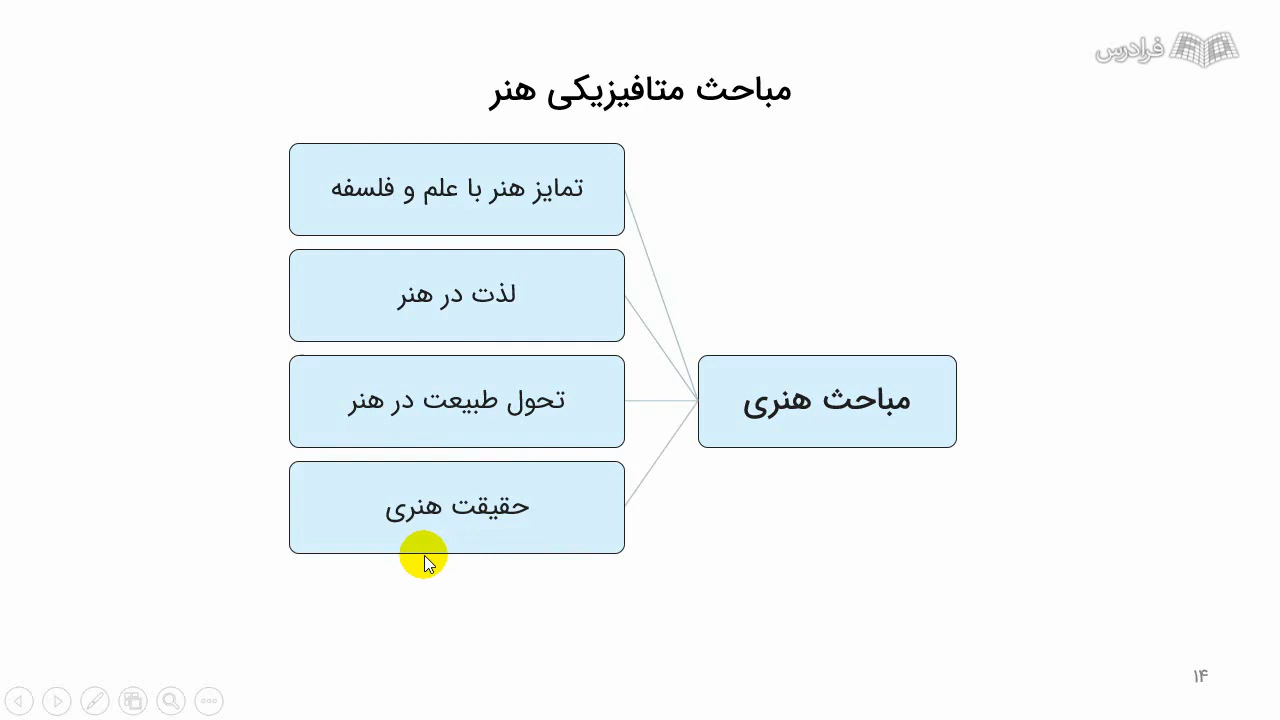 فرادرس
مباحث متافیزیکی هنر
مباحث هنری
تمایز هنر با علم و فلسفه
لذت در هنر
تحول طبیعت در هنر
حقیقت هنری
۱۴